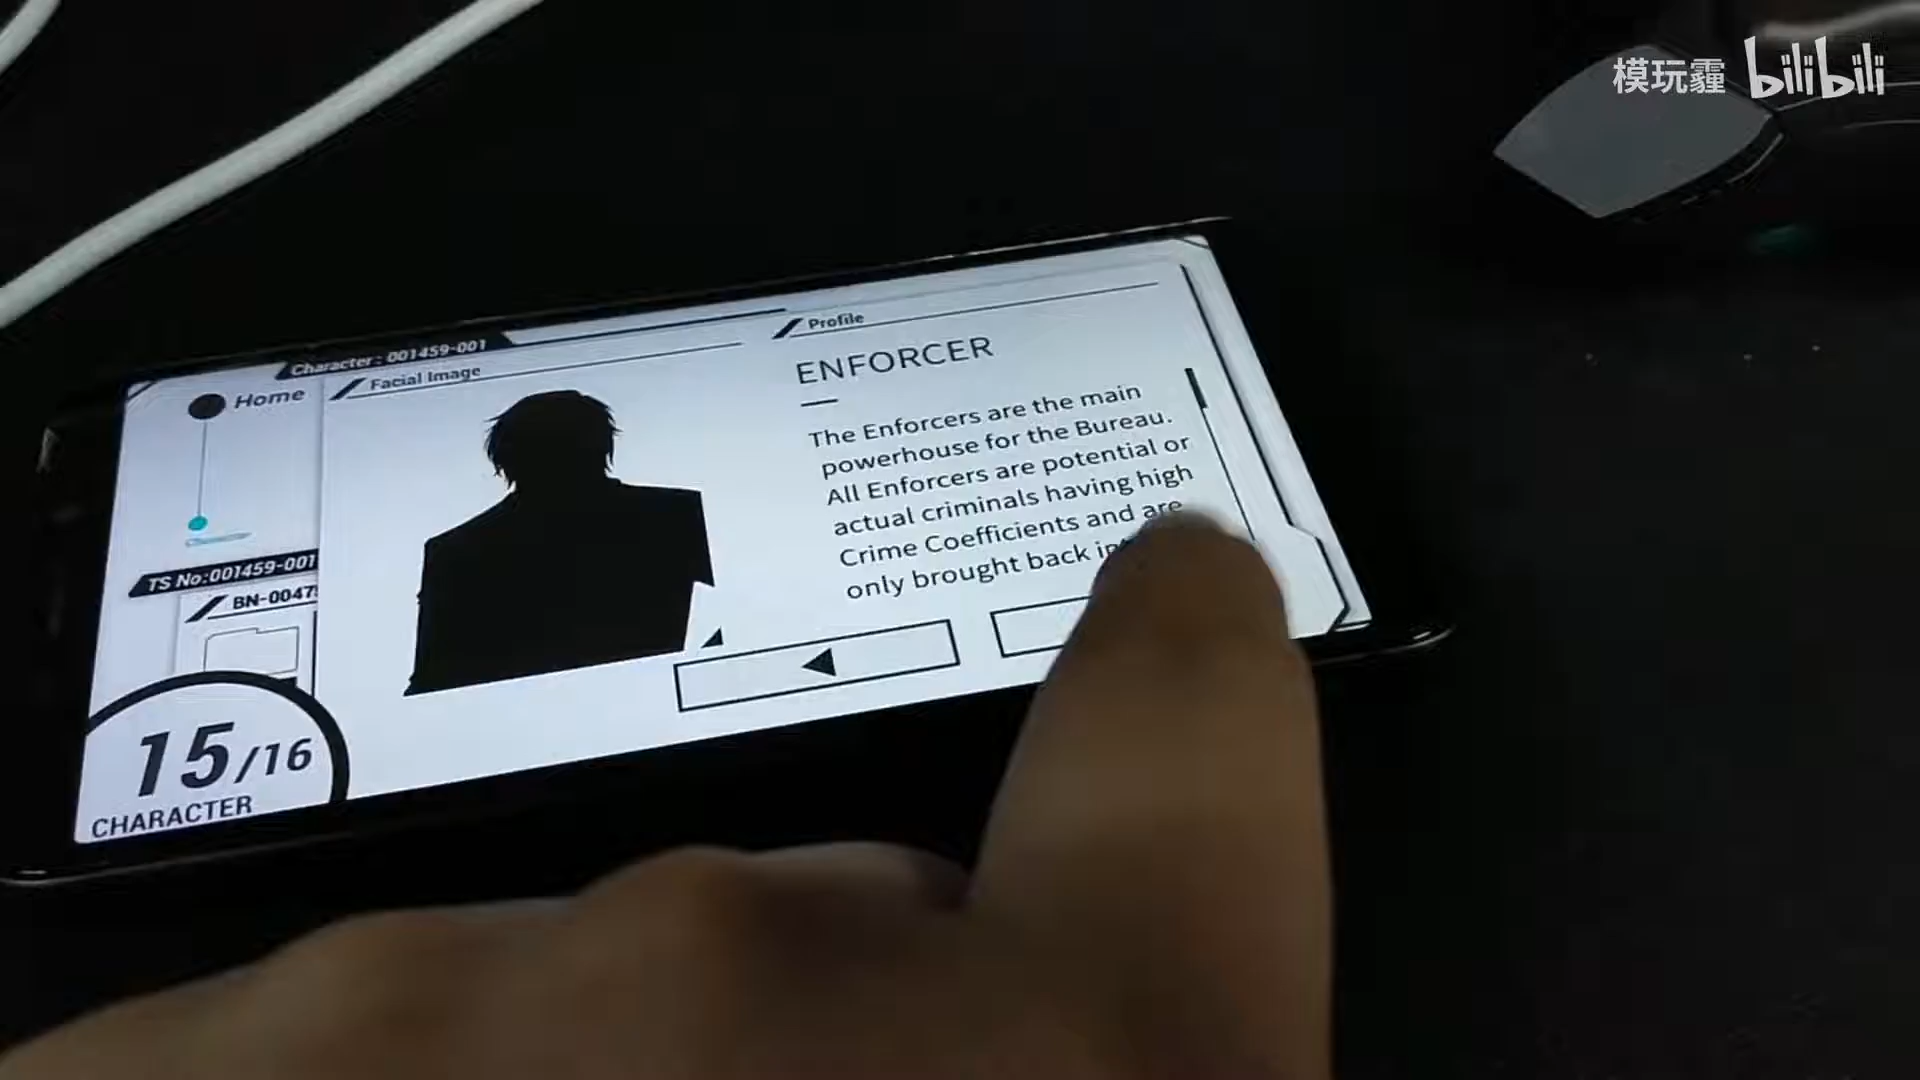 模玩霾 bilibili
Character : 001459-001
Home
Facial Image
Profile
ENFORCER
The Enforcers are the main
powerhouse for the Bureau.
All Enforcers are potential or
actual criminals having high
Crime Coefficients and are
only brought back
TS No:001459-001
BN-0047
15/16
CHARACTER